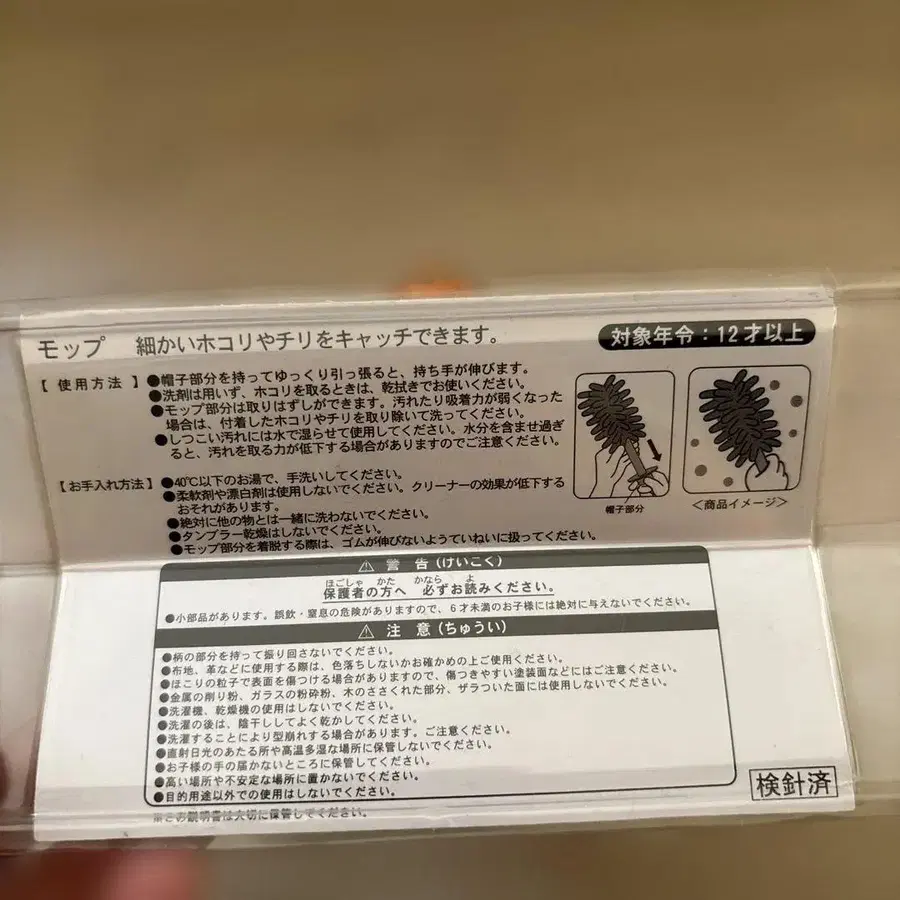 モップ 細かいホコリやチリをキャッチできます。
対象年令：12才以上
【使用方法】●帽子部分を持ってゆっくり引っ張ると、持ち手が伸びます。
●洗剤は用いず、ホコリを取るときは、乾拭きでお使いください。
●モップ部分は取りはずしができます。汚れたり吸着力が弱くなった
場合は、付着したホコリやチリを取り除いて洗ってください。
●しつこい汚れには水で湿らせて使用してください。水分を含ませ過ぎ
ると、汚れを取る力が低下する場合がありますのでご注意ください。
帽子部分
＜商品イメージ＞
【お手入れ方法】●40℃以下のお湯で、手洗いしてください。
●柔軟剤や漂白剤は使用しないでください。クリーナーの効果が低下する
おそれがあります。
●絶対に他の物とは一緒に洗わないでください。
●タンブラー乾燥はしないでください。
●モップ部分を着脱する際は、ゴムが伸びないようていねいに扱ってください。
⚠ 警告（けいこく）
ほごしゃ かた かなら よ
保護者の方へ 必ずお読みください。
●小部品があります。誤飲・窒息の危険がありますので、6才未満のお子様には絶対に与えないでください。
⚠ 注意（ちゅうい）
●柄の部分を持って振り回さないでください。
●布地、革などに使用する際は、色落ちしないかお確かめの上ご使用ください。
●ほこりの粒子で表面を傷つける場合がありますので、傷つきやすい塗装面などにはご注意ください。
●金属の削り粉、ガラスの粉砕粉、木のささくれた部分、ザラついた面には使用しないでください。
●洗濯機、乾燥機の使用はしないでください。
●洗濯の後は、陰干ししてよく乾かしてください。
●洗濯することにより型崩れする場合があります。ご注意ください。
●直射日光のあたる所や高温多湿な場所に保管しないでください。
●お子様の手の届かないところに保管してください。
●高い場所や不安定な場所に置かないでください。
●目的用途以外での使用はしないでください。
※この説明書は大切に保管してください。
検針済